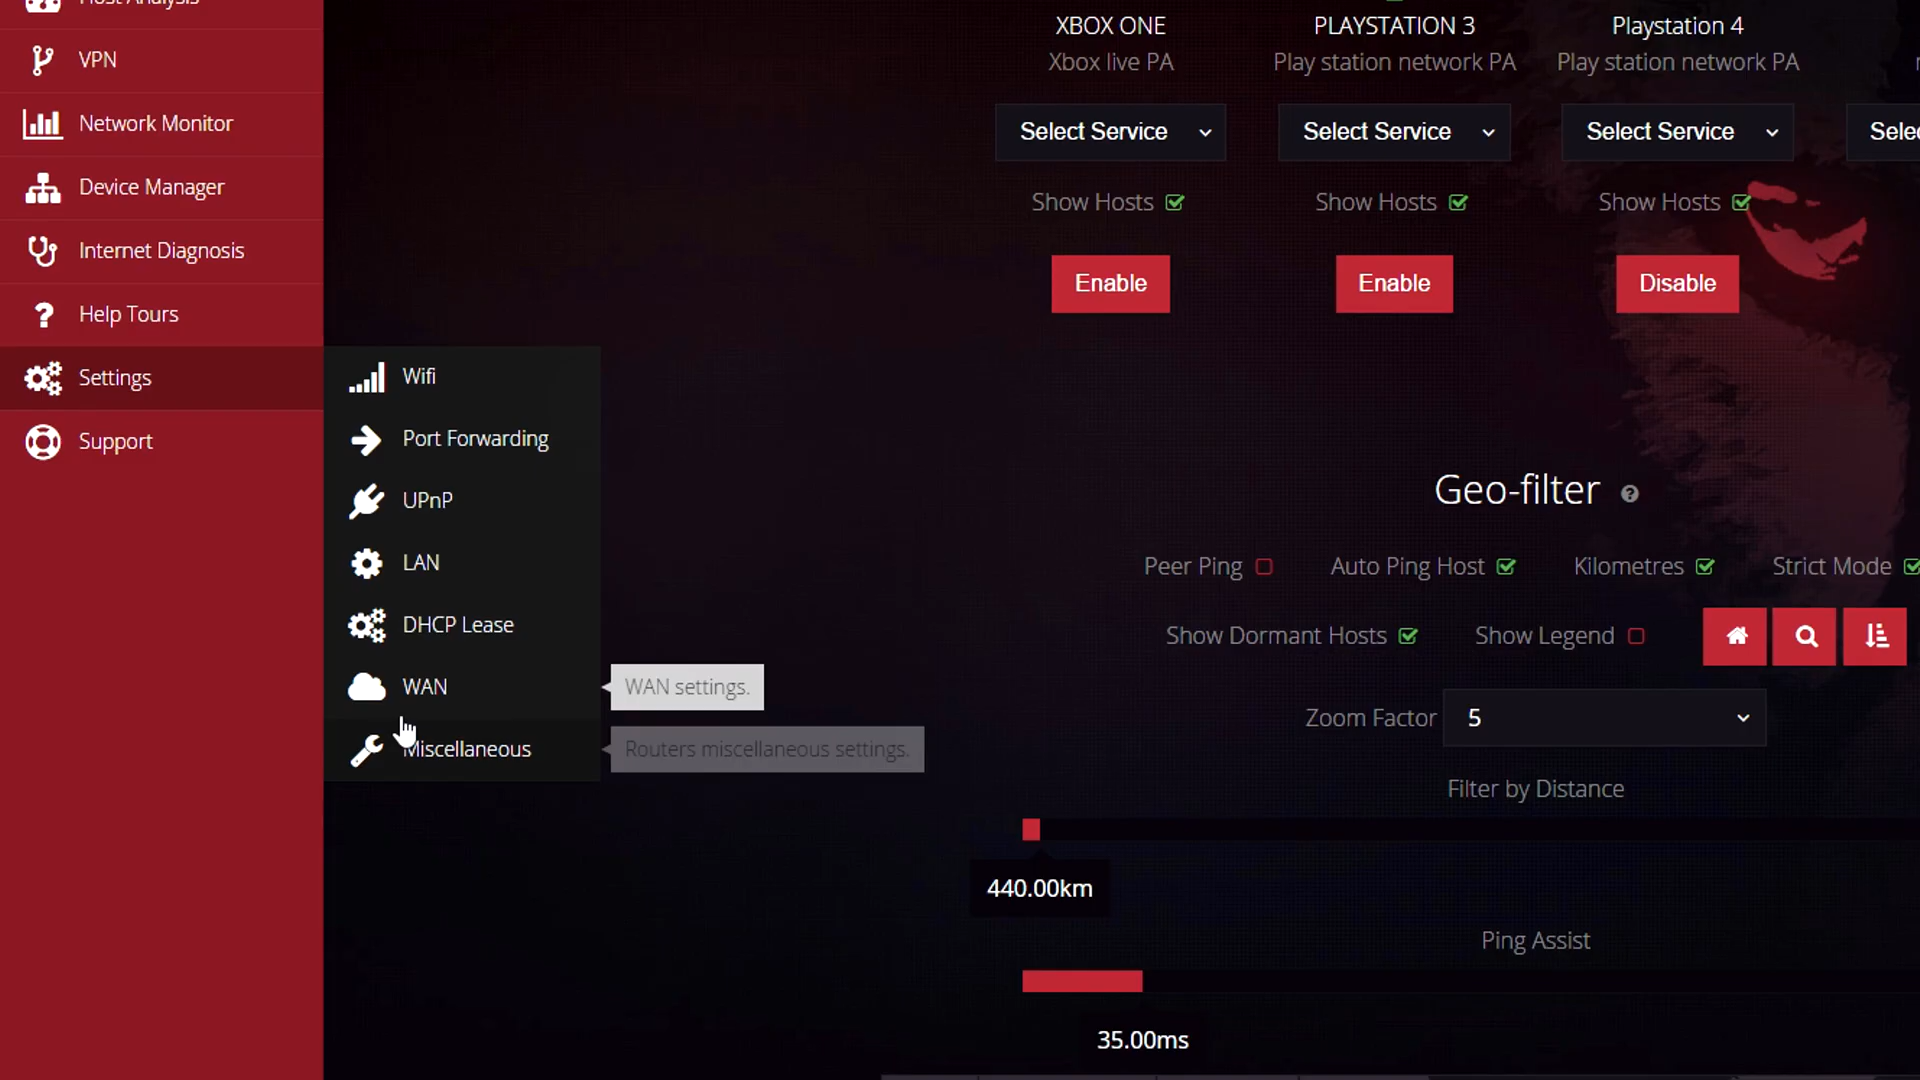 Host Analysis
VPN
Network Monitor
Device Manager
Internet Diagnosis
Help Tours
Settings
Support
Wifi
Port Forwarding
UPnP
LAN
DHCP Lease
WAN
WAN settings.
Miscellaneous
Routers miscellaneous settings.
XBOX ONE
Xbox live PA
Select Service
Show Hosts
Enable
PLAYSTATION 3
Play station network PA
Select Service
Show Hosts
Enable
Playstation 4
Play station network PA
Select Service
Show Hosts
Disable
Geo-filter ?
Peer Ping Auto Ping Host Kilometres Strict Mode
Show Dormant Hosts Show Legend
Zoom Factor 5
Filter by Distance
440.00km
Ping Assist
35.00ms